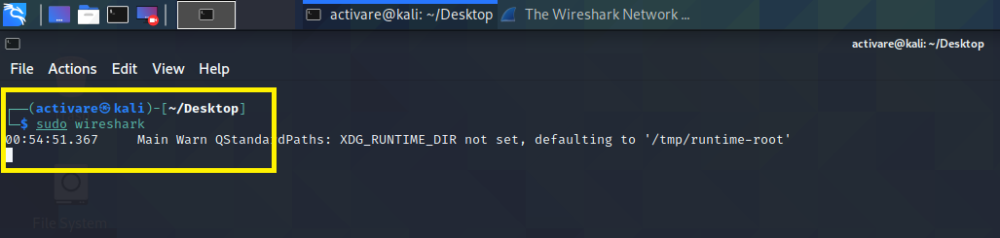 activare@kali: ~/Desktop
The Wireshark Network ...
activare@kali: ~/Desktop
File Actions Edit View Help
┌──(activare㉿kali)-[~/Desktop]
└─$ sudo wireshark
00:54:51.367 Main Warn QStandardPaths: XDG_RUNTIME_DIR not set, defaulting to '/tmp/runtime-root'
File System